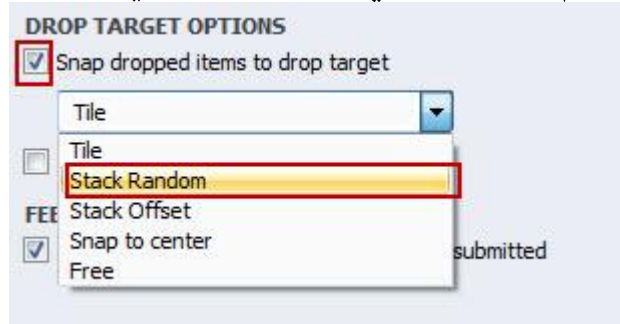 DROP TARGET OPTIONS
Snap dropped items to drop target
Tile
Tile
Stack Random
Stack Offset
Snap to center
submitted
Free